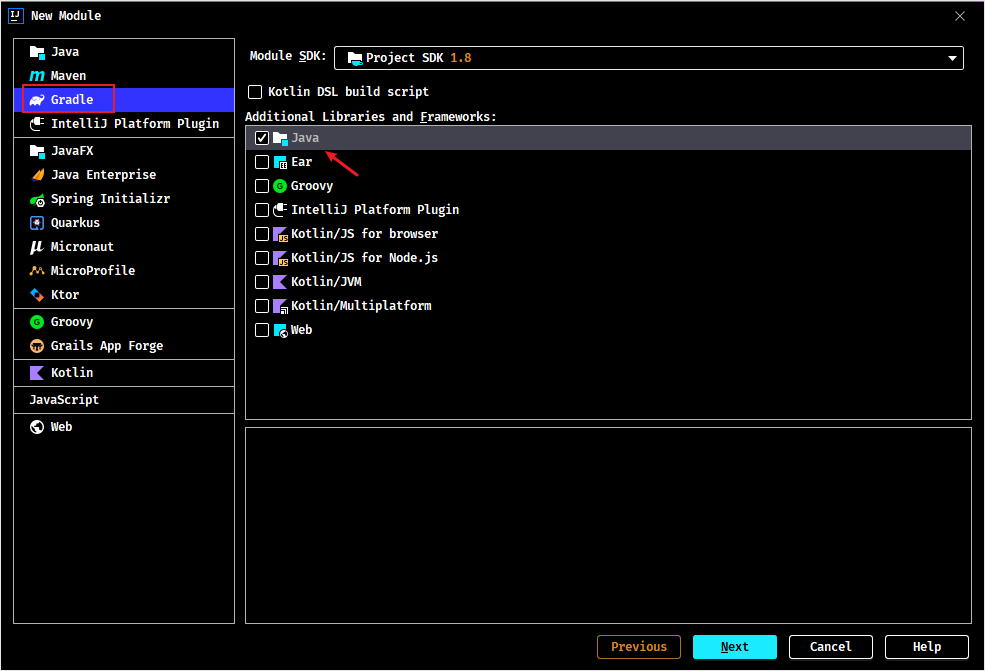 New Module
Java
Maven
Gradle
IntelliJ Platform Plugin
JavaFX
Java Enterprise
Spring Initializr
Quarkus
Micronaut
MicroProfile
Ktor
Groovy
Grails App Forge
Kotlin
JavaScript
Web
Module SDK: Project SDK 1.8
Kotlin DSL build script
Additional Libraries and Frameworks:
Java
Ear
Groovy
IntelliJ Platform Plugin
Kotlin/JS for browser
Kotlin/JS for Node.js
Kotlin/JVM
Kotlin/Multiplatform
Web
Previous Next Cancel Help